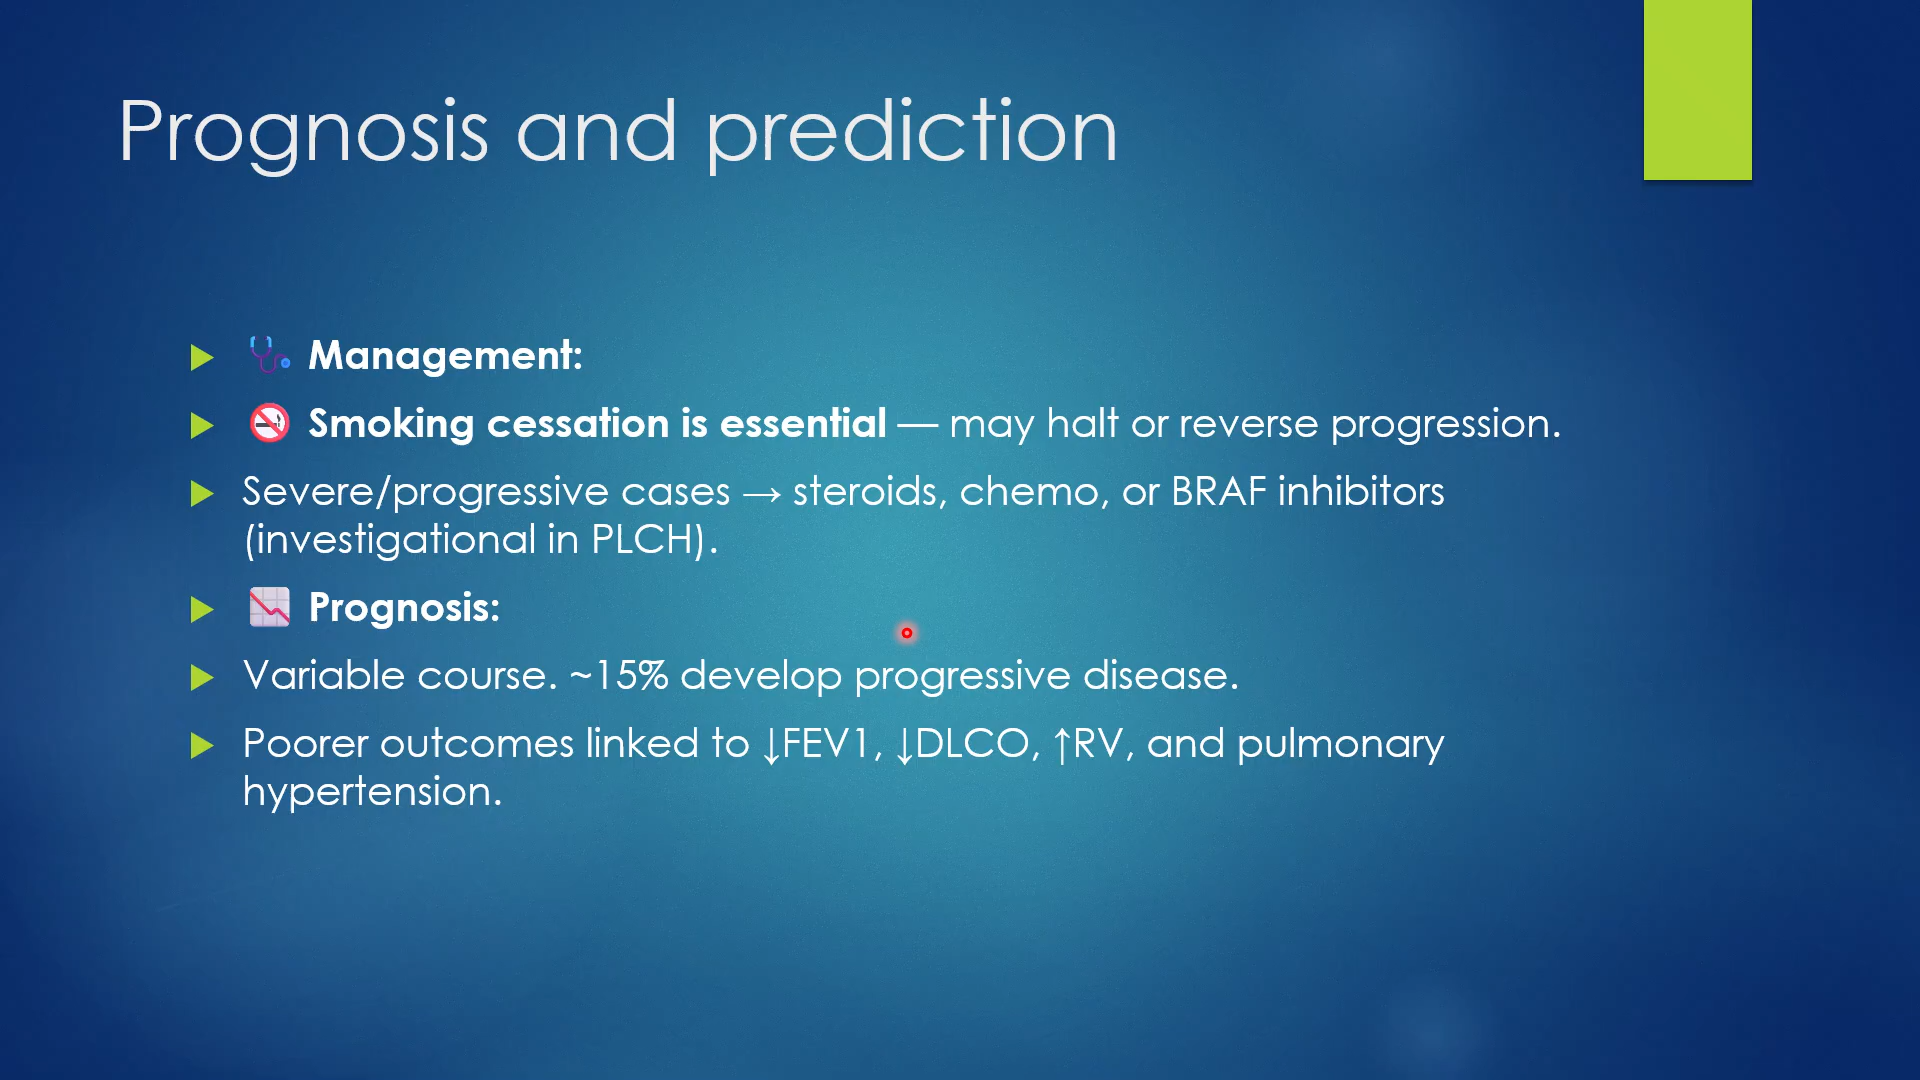 Prognosis and prediction
Management:
Smoking cessation is essential — may halt or reverse progression.
Severe/progressive cases → steroids, chemo, or BRAF inhibitors
(investigational in PLCH).
Prognosis:
Variable course. ~15% develop progressive disease.
Poorer outcomes linked to ↓FEV1, ↓DLCO, ↑RV, and pulmonary
hypertension.